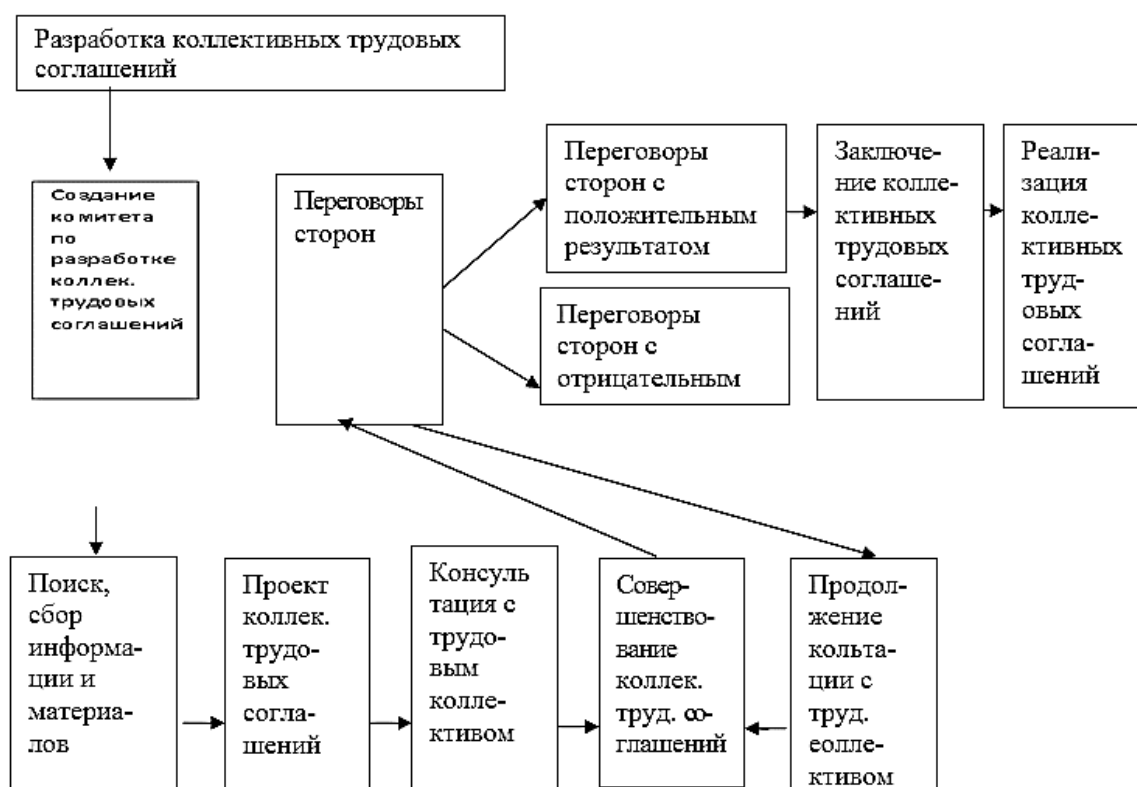 Разработка коллективных трудовых
соглашений
Создание
комитета
по
разработке
коллек.
трудовых
соглашений
Переговоры
сторон
Переговоры
сторон с
положительным
результатом
Заключе-
ние колле-
ктивных
трудовых
соглаше-
ний
Реали-
зация
колле-
ктивных
труд-
овых
согла-
шений
Переговоры
сторон с
отрицательным
Поиск,
сбор
информа-
ции и
материа-
лов
Проект
коллек.
трудо-
вых
согла-
шений
Консуль
тация с
трудо-
вым
колле-
ктивом
Совер-
шенство-
вание
коллек.
труд. со-
глашений
Продол-
жение
кольта-
ции с
труд.
еолле-
ктивом